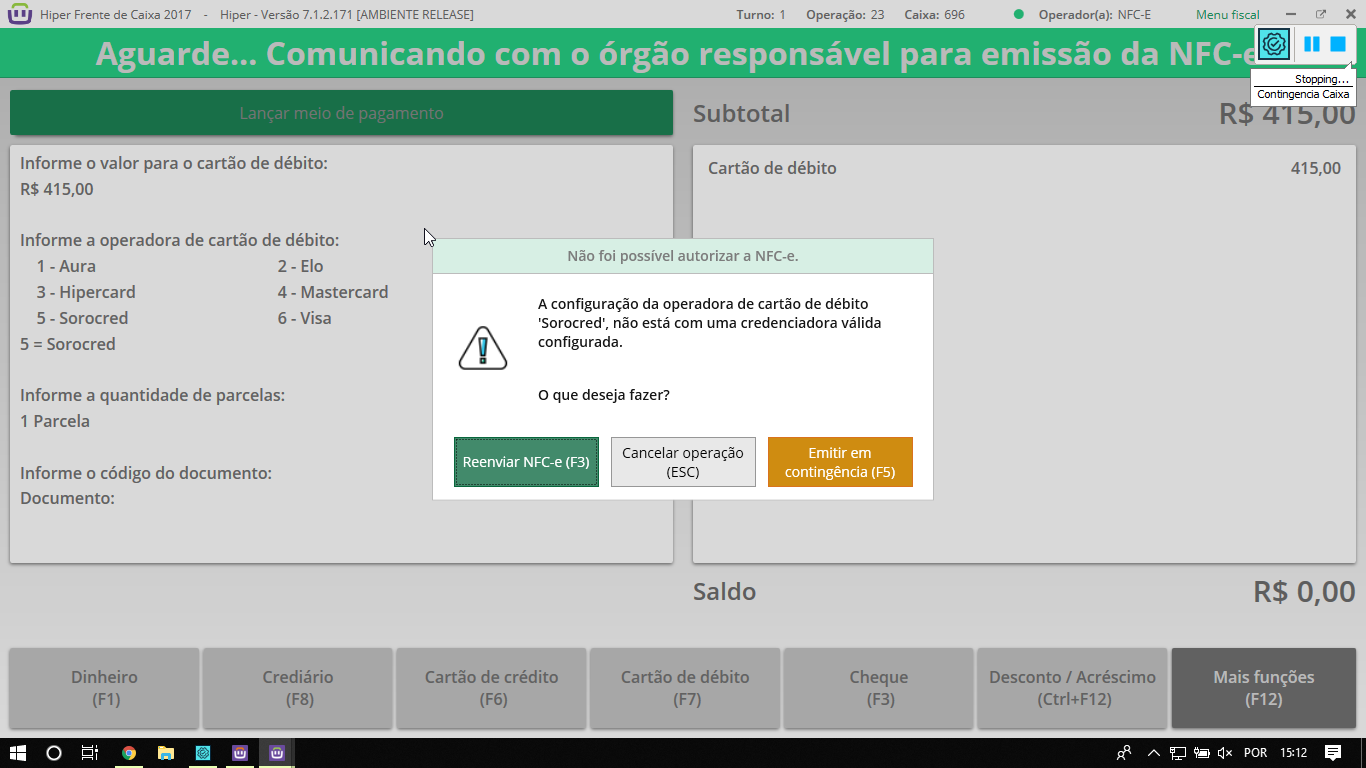 Hiper Frente de Caixa 2017 - Hiper - Versão 7.1.2.171 [AMBIENTE RELEASE] Turno: 1 Operação: 23 Caixa: 696 Operador(a): NFC-E Menu fiscal
Aguarde... Comunicando com o órgão responsável para emissão da NFC-e
Stopping...
Contingencia Caixa
Lançar meio de pagamento
Subtotal R$ 415,00
Informe o valor para o cartão de débito:
R$ 415,00
Informe a operadora de cartão de débito:
1 - Aura 2 - Elo
3 - Hipercard 4 - Mastercard
5 - Sorocred 6 - Visa
5 = Sorocred
Informe a quantidade de parcelas:
1 Parcela
Informe o código do documento:
Documento:
Cartão de débito 415,00
Não foi possível autorizar a NFC-e.
A configuração da operadora de cartão de débito
'Sorocred', não está com uma credenciadora válida
configurada.
O que deseja fazer?
Reenviar NFC-e (F3)
Cancelar operação
(ESC)
Emitir em
contingência (F5)
Saldo R$ 0,00
Dinheiro
(F1)
Crediário
(F8)
Cartão de crédito
(F6)
Cartão de débito
(F7)
Cheque
(F3)
Desconto / Acréscimo
(Ctrl+F12)
Mais funções
(F12)
POR 15:12